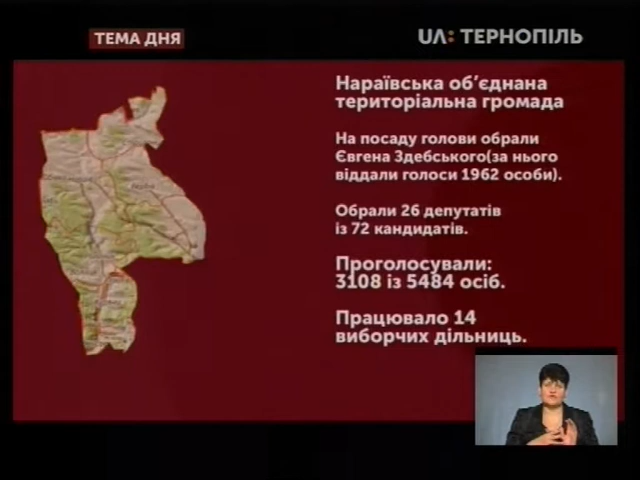 ТЕМА ДНЯ
UA: ТЕРНОПІЛЬ
Нараївська об’єднана
територіальна громада
На посаду голови обрали
Євгена Здебського(за нього
віддали голоси 1962 особи).
Обрали 26 депутатів
із 72 кандидатів.
Проголосували:
3108 із 5484 осіб.
Працювало 14
виборчих дільниць.